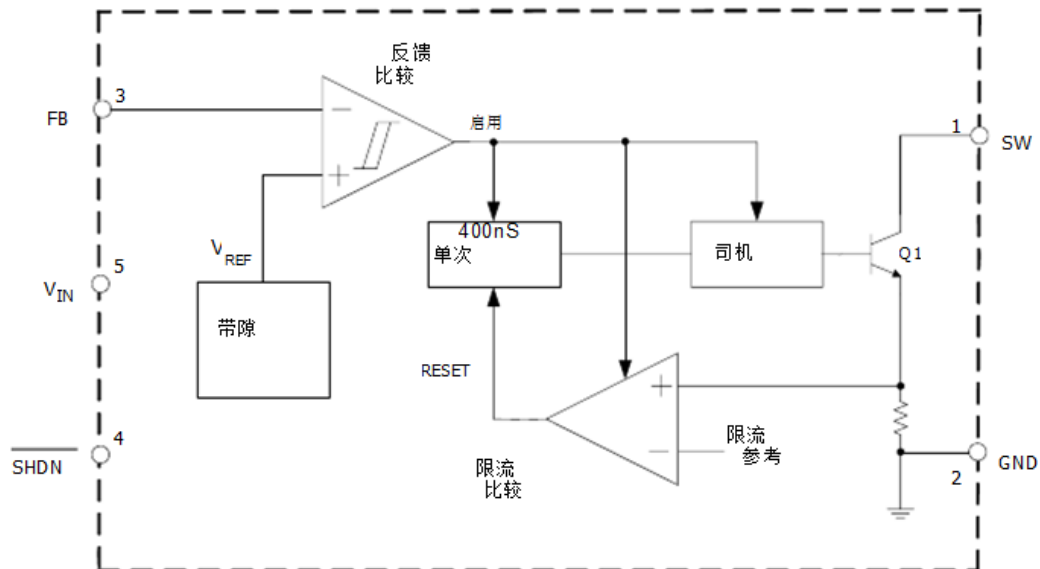 反馈
比较
3
FB
启用
1
SW
400nS
单次
司机
Q1
VREF
5
VIN
带隙
RESET
4
SHDN
限流
比较
限流
参考
2
GND